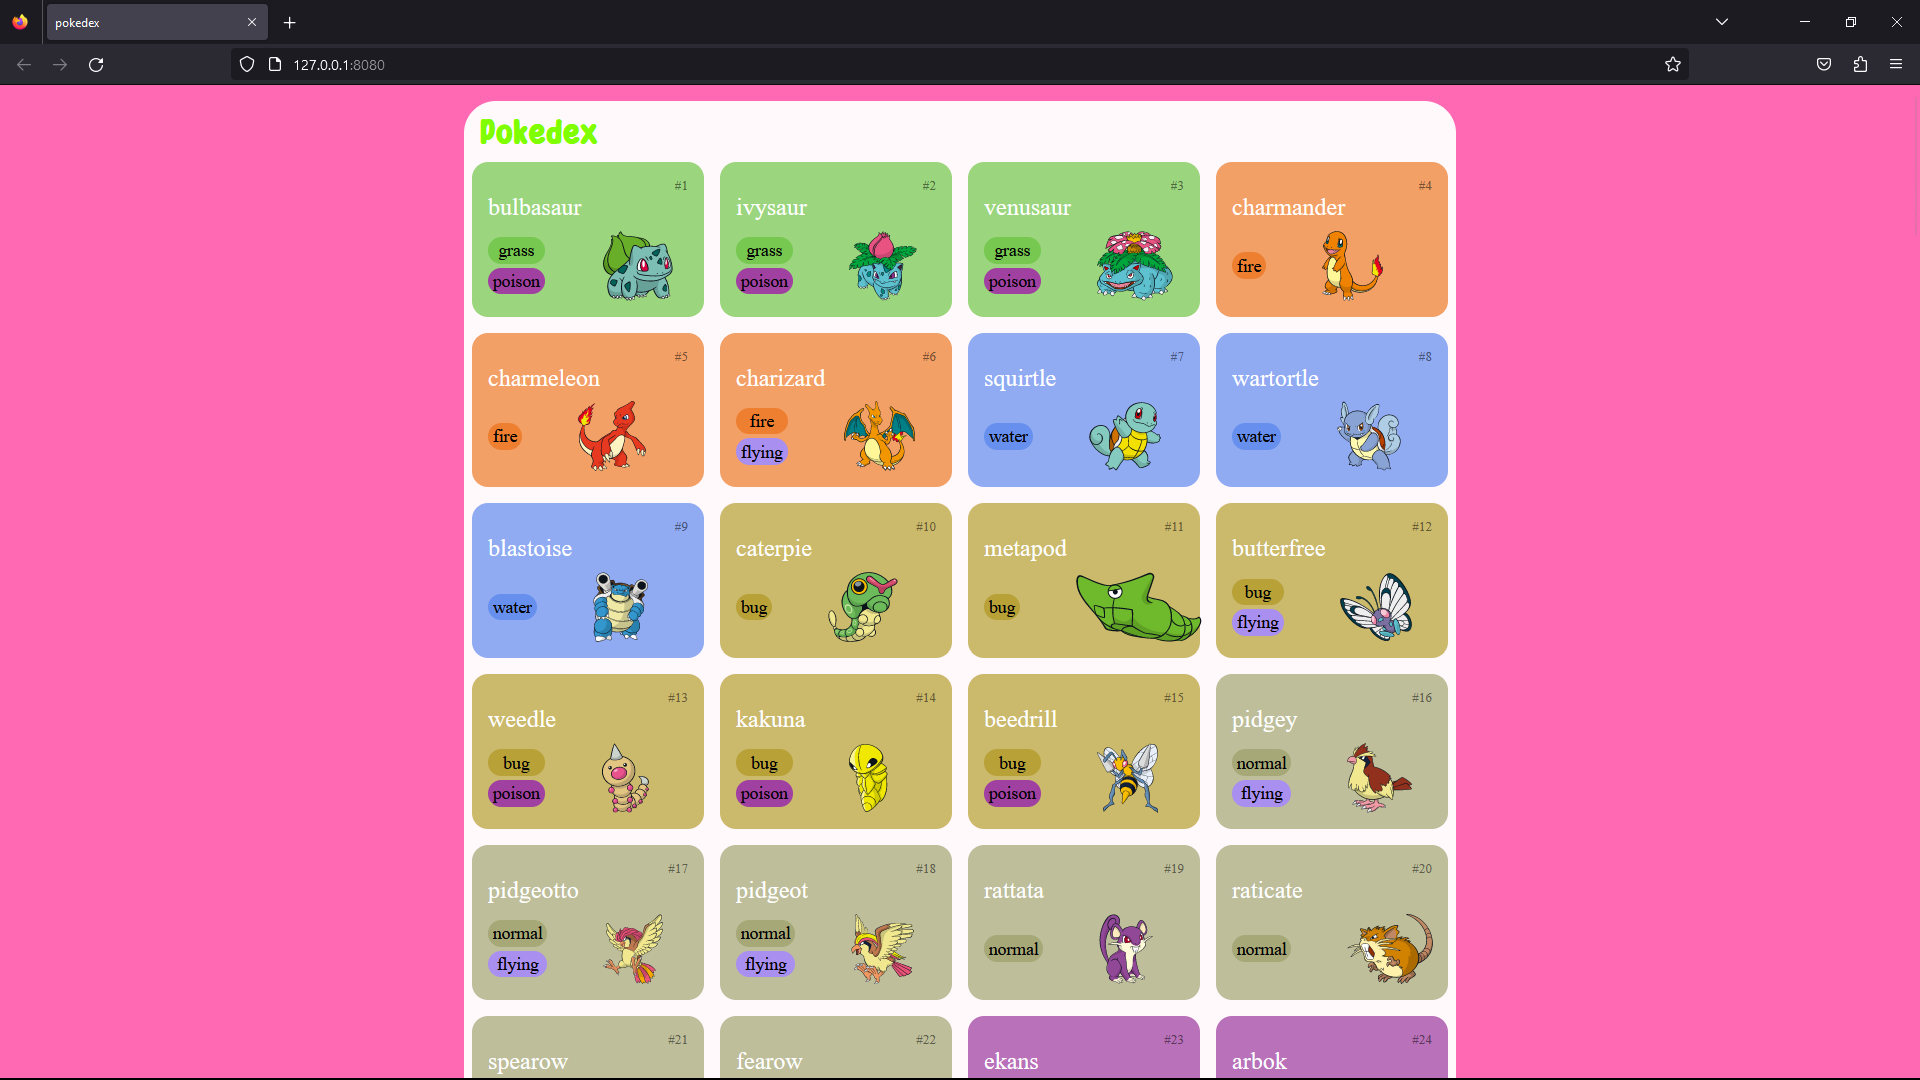 pokedex
127.0.0.1:8080
Pokedex
#1
bulbasaur
grass
poison
#2
ivysaur
grass
poison
#3
venusaur
grass
poison
#4
charmander
fire
#5
charmeleon
fire
#6
charizard
fire
flying
#7
squirtle
water
#8
wartortle
water
#9
blastoise
water
#10
caterpie
bug
#11
metapod
bug
#12
butterfree
bug
flying
#13
weedle
bug
poison
#14
kakuna
bug
poison
#15
beedrill
bug
poison
#16
pidgey
normal
flying
#17
pidgeotto
normal
flying
#18
pidgeot
normal
flying
#19
rattata
normal
#20
raticate
normal
#21
spearow
#22
fearow
#23
ekans
#24
arbok